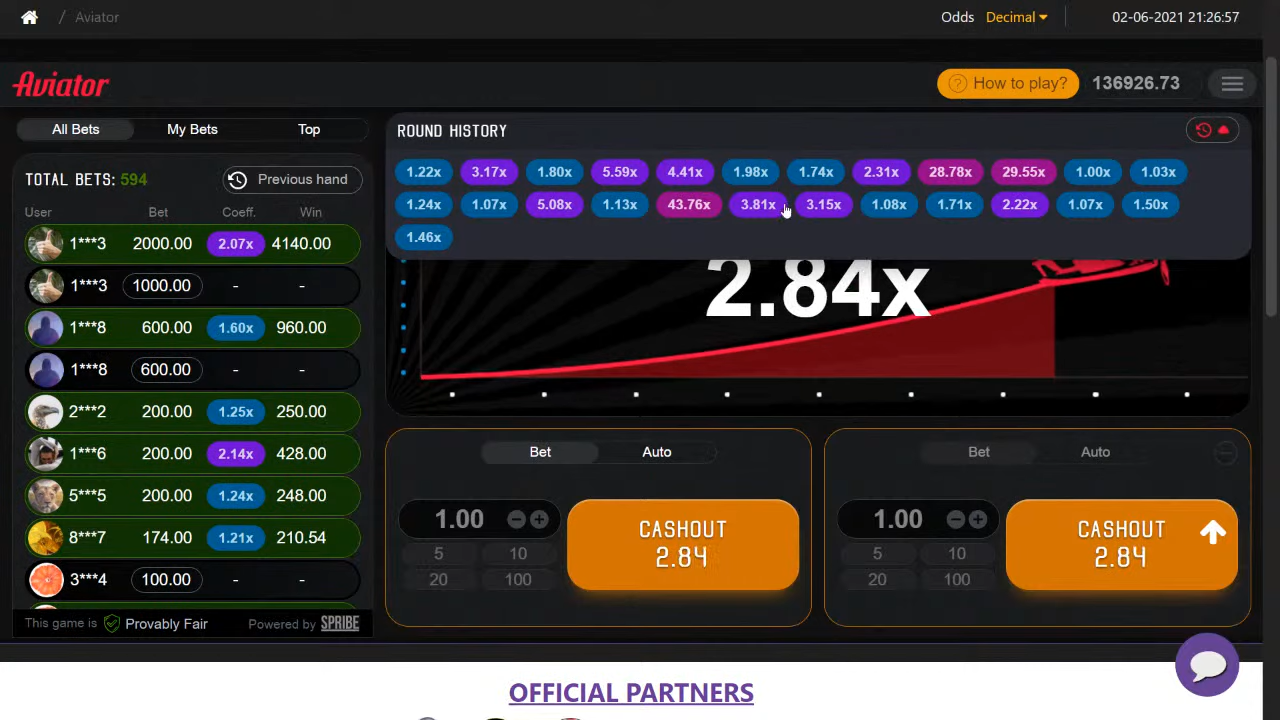 / Aviator
Odds Decimal 02-06-2021 21:26:57
Aviator
? How to play? 136926.73
All Bets My Bets Top
TOTAL BETS: 594 Previous hand
User Bet Coeff. Win
1***3 2000.00 2.07x 4140.00
1***3 1000.00 - -
1***8 600.00 1.60x 960.00
1***8 600.00 - -
2***2 200.00 1.25x 250.00
1***6 200.00 2.14x 428.00
5***5 200.00 1.24x 248.00
8***7 174.00 1.21x 210.54
3***4 100.00 - -
This game is Provably Fair Powered by SPRIBE
ROUND HISTORY
1.22x 3.17x 1.80x 5.59x 4.41x 1.98x 1.74x 2.31x 28.78x 29.55x 1.00x 1.03x
1.24x 1.07x 5.08x 1.13x 43.76x 3.81x 3.15x 1.08x 1.71x 2.22x 1.07x 1.50x
1.46x
2.84x
Bet Auto
1.00
5 10
20 100
CASHOUT
2.84
Bet Auto
1.00
5 10
20 100
CASHOUT
2.84
OFFICIAL PARTNERS